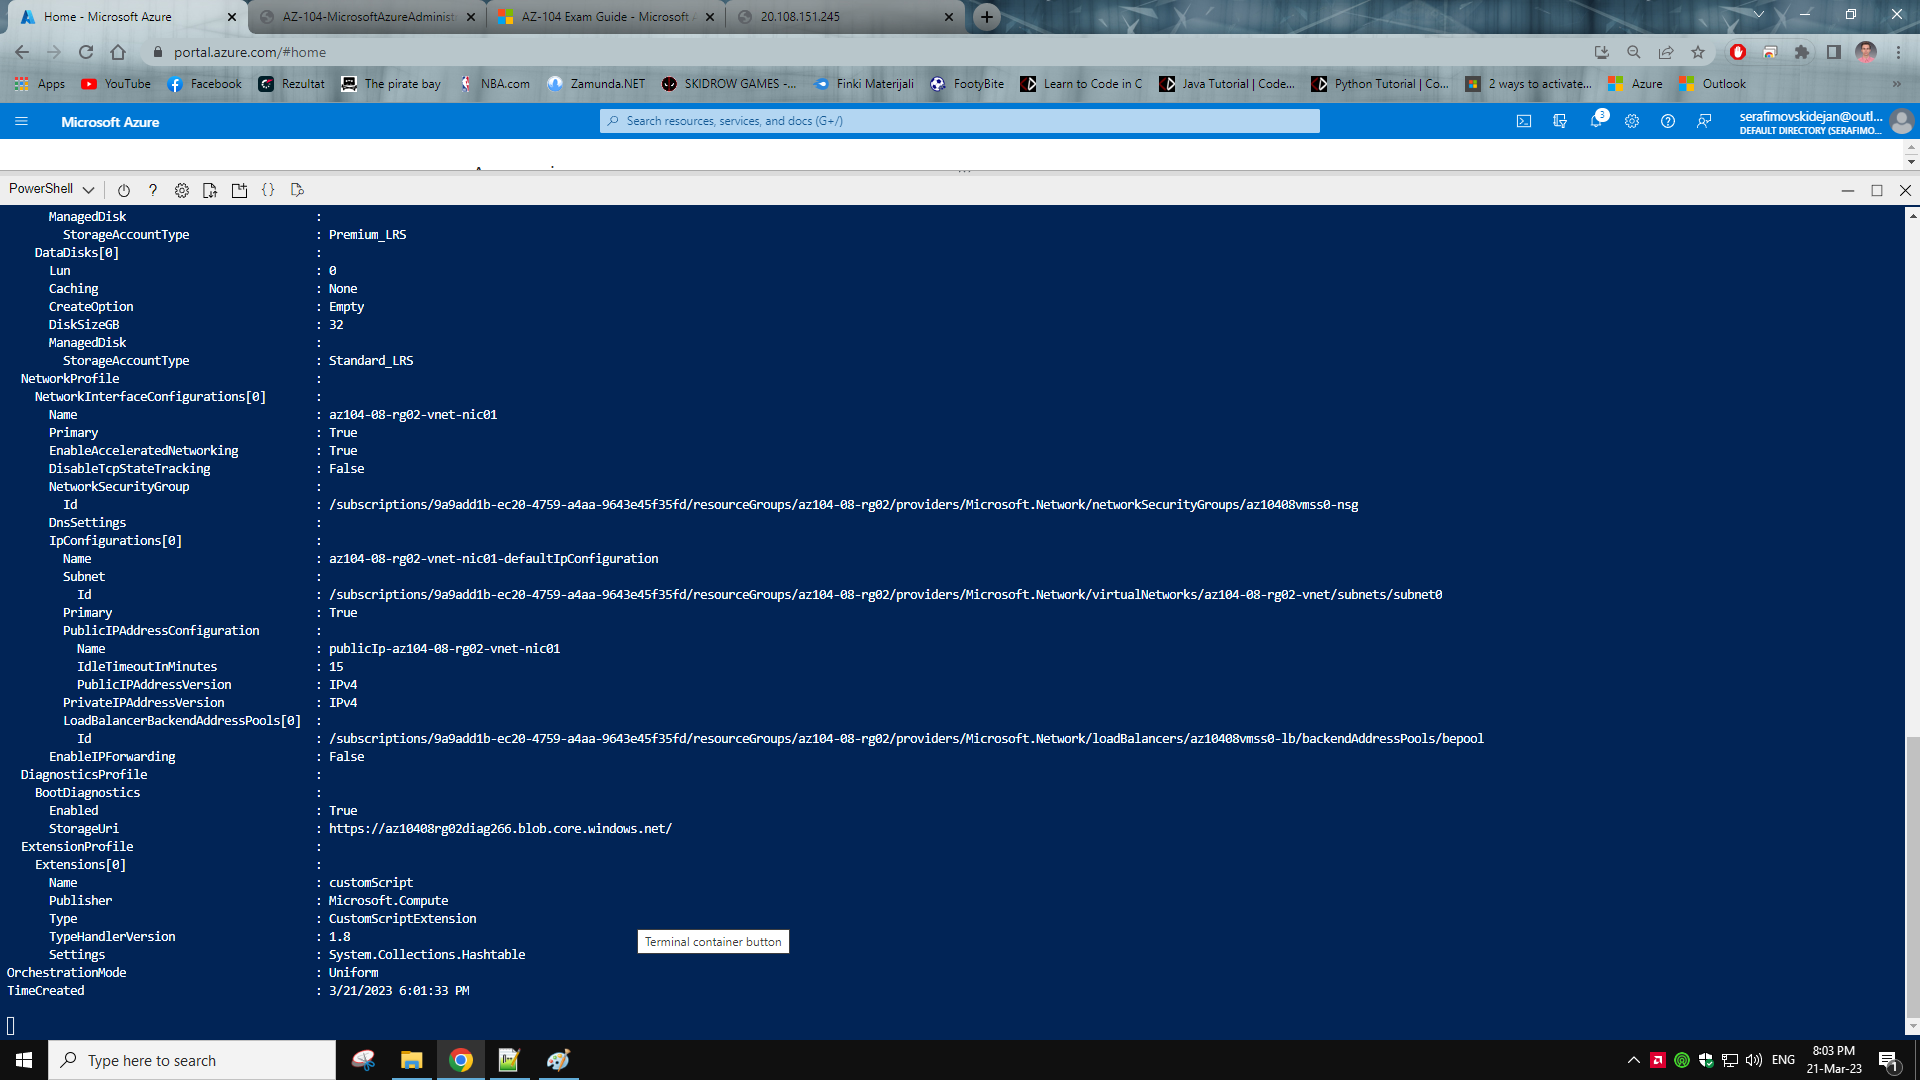 Home - Microsoft Azure
AZ-104-MicrosoftAzureAdminist
AZ-104 Exam Guide - Microsoft A
20.108.151.245
portal.azure.com/#home
Apps YouTube Facebook Rezultat The pirate bay NBA.com Zamunda.NET SKIDROW GAMES -... Finki Materijali FootyBite Learn to Code in C Java Tutorial | Code... Python Tutorial | Co... 2 ways to activate... Azure Outlook »
Microsoft Azure
Search resources, services, and docs (G+/)
3
serafimovskidejan@outl...
DEFAULT DIRECTORY (SERAFIMO...
PowerShell
ManagedDisk :
StorageAccountType : Premium_LRS
DataDisks[0] :
Lun : 0
Caching : None
CreateOption : Empty
DiskSizeGB : 32
ManagedDisk :
StorageAccountType : Standard_LRS
NetworkProfile :
NetworkInterfaceConfigurations[0] :
Name : az104-08-rg02-vnet-nic01
Primary : True
EnableAcceleratedNetworking : True
DisableTcpStateTracking : False
NetworkSecurityGroup :
Id : /subscriptions/9a9add1b-ec20-4759-a4aa-9643e45f35fd/resourceGroups/az104-08-rg02/providers/Microsoft.Network/networkSecurityGroups/az10408vmss0-nsg
DnsSettings :
IpConfigurations[0] :
Name : az104-08-rg02-vnet-nic01-defaultIpConfiguration
Subnet :
Id : /subscriptions/9a9add1b-ec20-4759-a4aa-9643e45f35fd/resourceGroups/az104-08-rg02/providers/Microsoft.Network/virtualNetworks/az104-08-rg02-vnet/subnets/subnet0
Primary : True
PublicIPAddressConfiguration :
Name : publicIp-az104-08-rg02-vnet-nic01
IdleTimeoutInMinutes : 15
PublicIPAddressVersion : IPv4
PrivateIPAddressVersion : IPv4
LoadBalancerBackendAddressPools[0] :
Id : /subscriptions/9a9add1b-ec20-4759-a4aa-9643e45f35fd/resourceGroups/az104-08-rg02/providers/Microsoft.Network/loadBalancers/az10408vmss0-lb/backendAddressPools/bepool
EnableIPForwarding : False
DiagnosticsProfile :
BootDiagnostics :
Enabled : True
StorageUri : https://az10408rg02diag266.blob.core.windows.net/
ExtensionProfile :
Extensions[0] :
Name : customScript
Publisher : Microsoft.Compute
Type : CustomScriptExtension
TypeHandlerVersion : 1.8
Settings : System.Collections.Hashtable
OrchestrationMode : Uniform
TimeCreated : 3/21/2023 6:01:33 PM
Terminal container button
Type here to search
ENG
8:03 PM
21-Mar-23
1